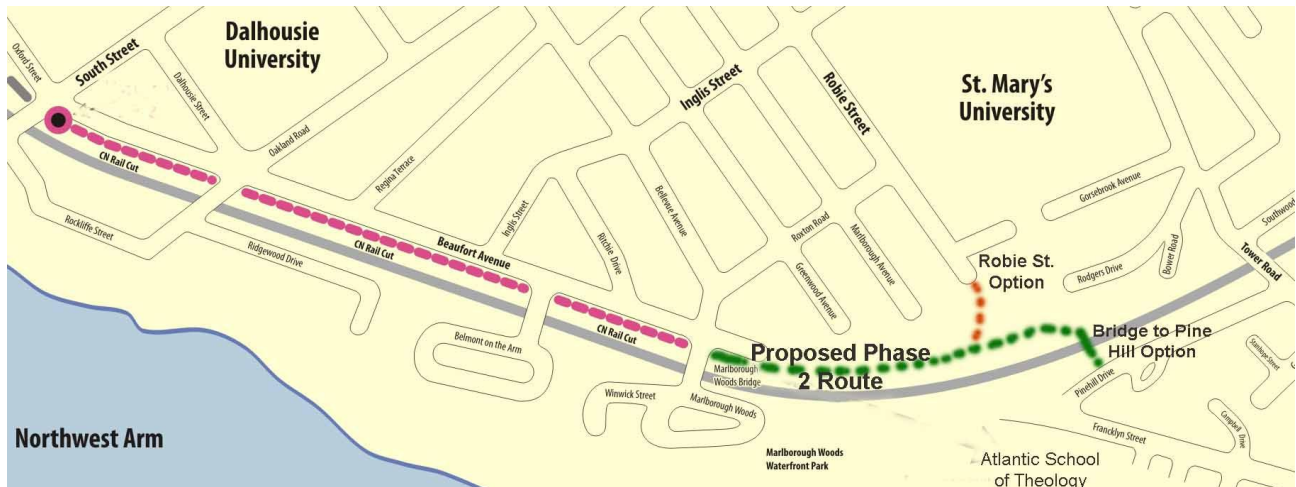 Oxford Street
South Street
Dalhousie
University
Dalhousie Street
Oakland Road
Regina Terrace
Inglis Street
Robie Street
St. Mary's
University
CN Rail Cut
Rockliffe Street
Ridgewood Drive
CN Rail Cut
Beaufort Avenue
Inglis Street
Ritchie Drive
Bellevue Avenue
Roxton Road
Marlborough Avenue
Greenwood Avenue
Gorsebrook Avenue
Southwood
Tower Road
Bower Road
Rodgers Drive
Robie St.
Option
CN Rail Cut
Belmont on the Arm
Proposed Phase
2 Route
Marlborough
Woods Bridge
Bridge to Pine
Hill Option
Stanhope Street
Pinehill Drive
Winwick Street
Marlborough Woods
Francklyn Street
Campbell Drive
Northwest Arm
Marlborough Woods
Waterfront Park
Atlantic School
of Theology